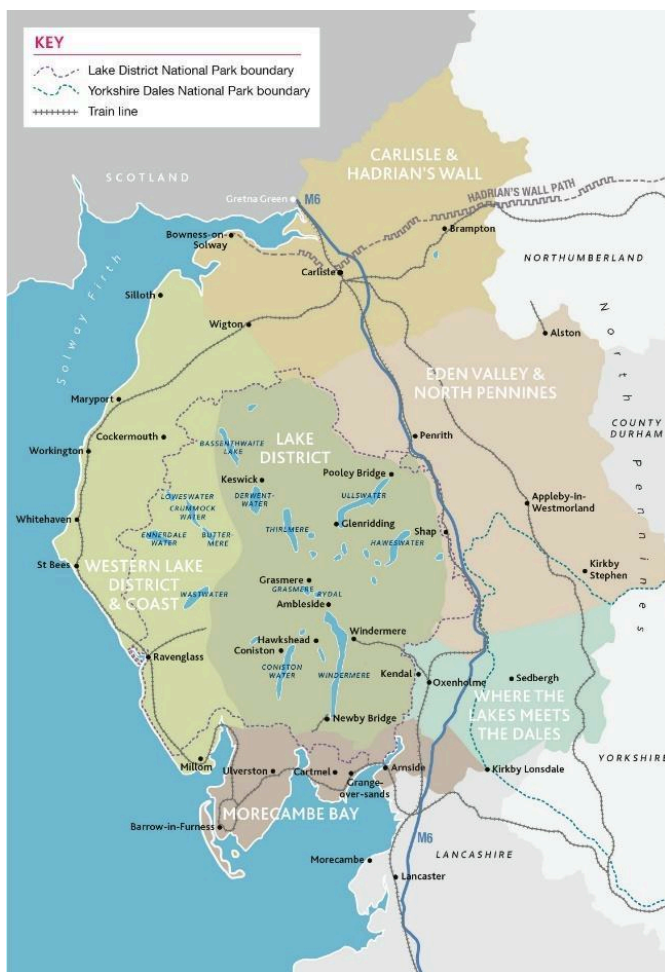 KEY
Lake District National Park boundary
Yorkshire Dales National Park boundary
Train line
SCOTLAND
CARLISLE &
HADRIAN'S WALL
Gretna Green
M6
HADRIAN'S WALL PATH
Bowness-on-
Solway
Brampton
NORTHUMBERLAND
Carlisle
Solway Firth
Silloth
Wigton
Alston
North Pennines
EDEN VALLEY &
NORTH PENNINES
Maryport
COUNTY
DURHAM
Cockermouth
BASSENTHWAITE
LAKE
LAKE
DISTRICT
Penrith
Workington
Keswick
DERWENT-
WATER
Pooley Bridge
ULLSWATER
LOWESWATER
CRUMMOCK
WATER
Appleby-In-
Westmorland
Whitehaven
ENNERDALE
WATER
BUTTER-
MERE
THIRLMERE
Glenridding
HAWESWATER
Shap
St Bees
WESTERN LAKE
DISTRICT
& COAST
Kirkby
Stephen
Grasmere
GRASMERE
RYDAL
WASTWATER
Ambleside
Hawkshead
Windermere
Coniston
Ravenglass
CONISTON
WATER
WINDERMERE
Kendal
Oxenholme
Sedbergh
WHERE THE
LAKES MEETS
THE DALES
Newby Bridge
YORKSHIRE
Millom
Ulverston
Cartmel
Grange-
over-sands
Arnside
Kirkby Lonsdale
MORECAMBE BAY
Barrow-in-Furness
M6
Morecambe
LANCASHIRE
Lancaster